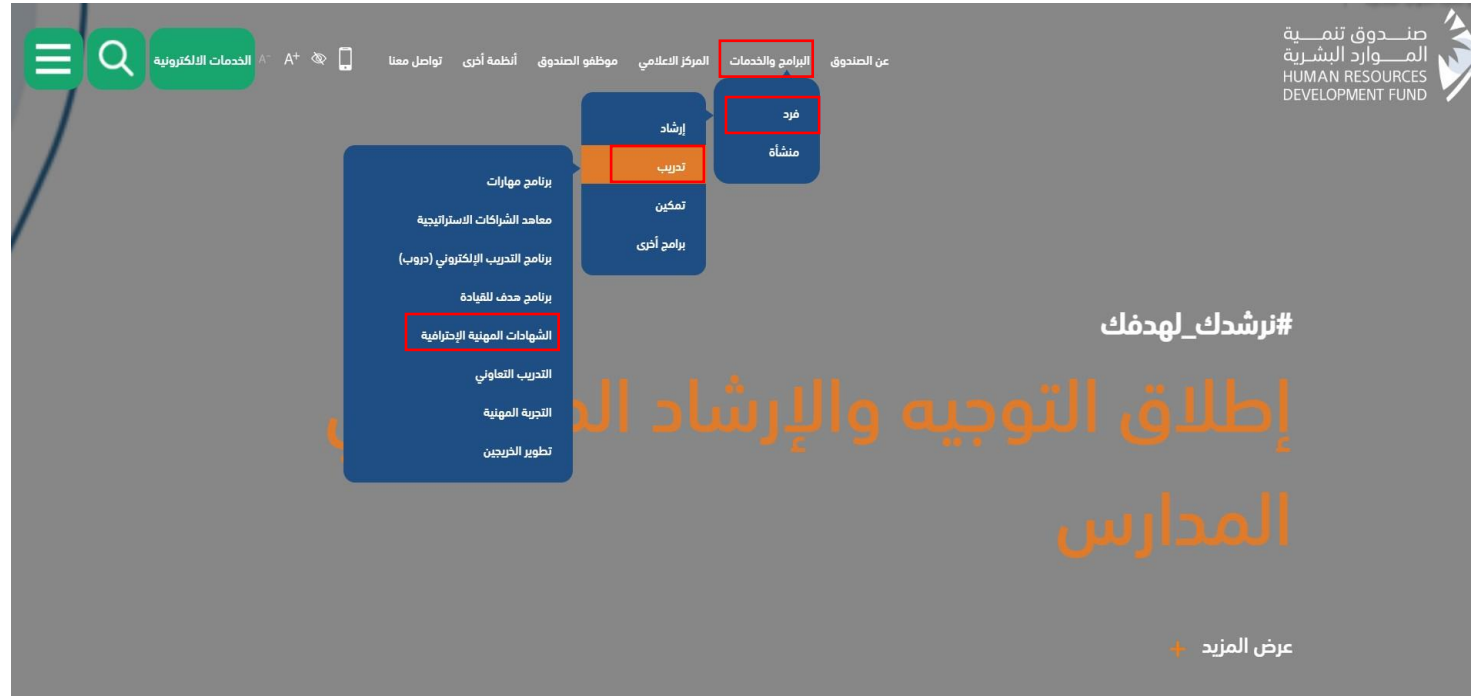 صنـــدوق تنمـــية
المـــوارد البشـرية
HUMAN RESOURCES
DEVELOPMENT FUND
عن الصندوق
البرامج والخدمات
المركز الاعلامي
موظفو الصندوق
أنظمة أخرى
تواصل معنا
A+
A-
الخدمات الالكترونية
فرد
منشأة
إرشاد
تدريب
تمكين
برامج أخرى
برنامج مهارات
معاهد الشراكات الاستراتيجية
برنامج التدريب الإلكتروني (دروب)
برنامج هدف للقيادة
الشهادات المهنية الإحترافية
التدريب التعاوني
التجربة المهنية
تطوير الخريجين
#نرشدك_لهدفك
إطلاق التوجيه والإرشاد
المدارس
عرض المزيد +